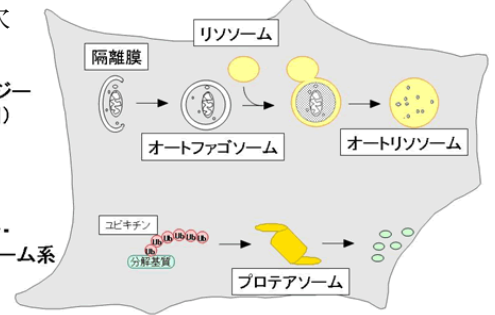 次
リソソーム
隔離膜
ジー
オートファゴソーム
オートリソソーム
ユビキチン
Ub Ub Ub Ub Ub
Ub
分解基質
ーム系
プロテアソーム